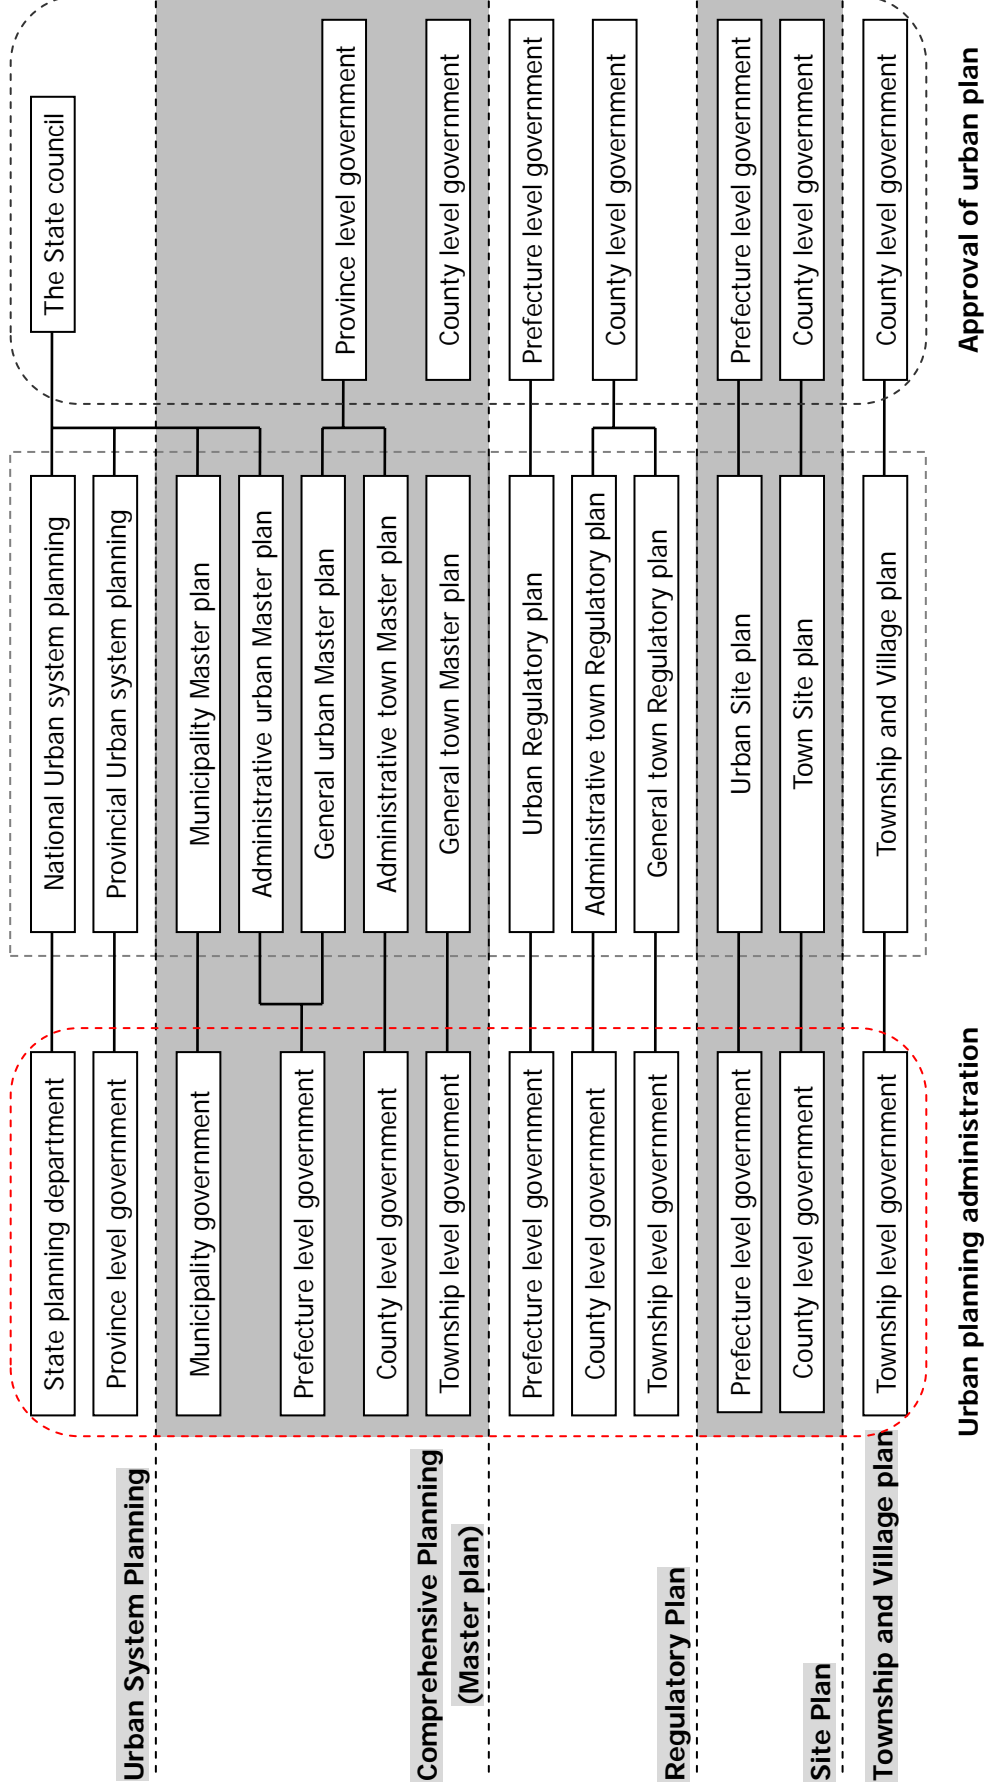 Urban System Planning
State planning department
National Urban system planning
The State council
Province level government
Provincial Urban system planning
Comprehensive Planning
(Master plan)
Municipality government
Municipality Master plan
Prefecture level government
Administrative urban Master plan
General urban Master plan
Province level government
County level government
Administrative town Master plan
Township level government
General town Master plan
County level government
Regulatory Plan
Prefecture level government
Urban Regulatory plan
Prefecture level government
County level government
Administrative town Regulatory plan
County level government
Township level government
General town Regulatory plan
Site Plan
Prefecture level government
Urban Site plan
Prefecture level government
County level government
Town Site plan
County level government
Township and Village plan
Township level government
Township and Village plan
County level government
Urban planning administration
Approval of urban plan